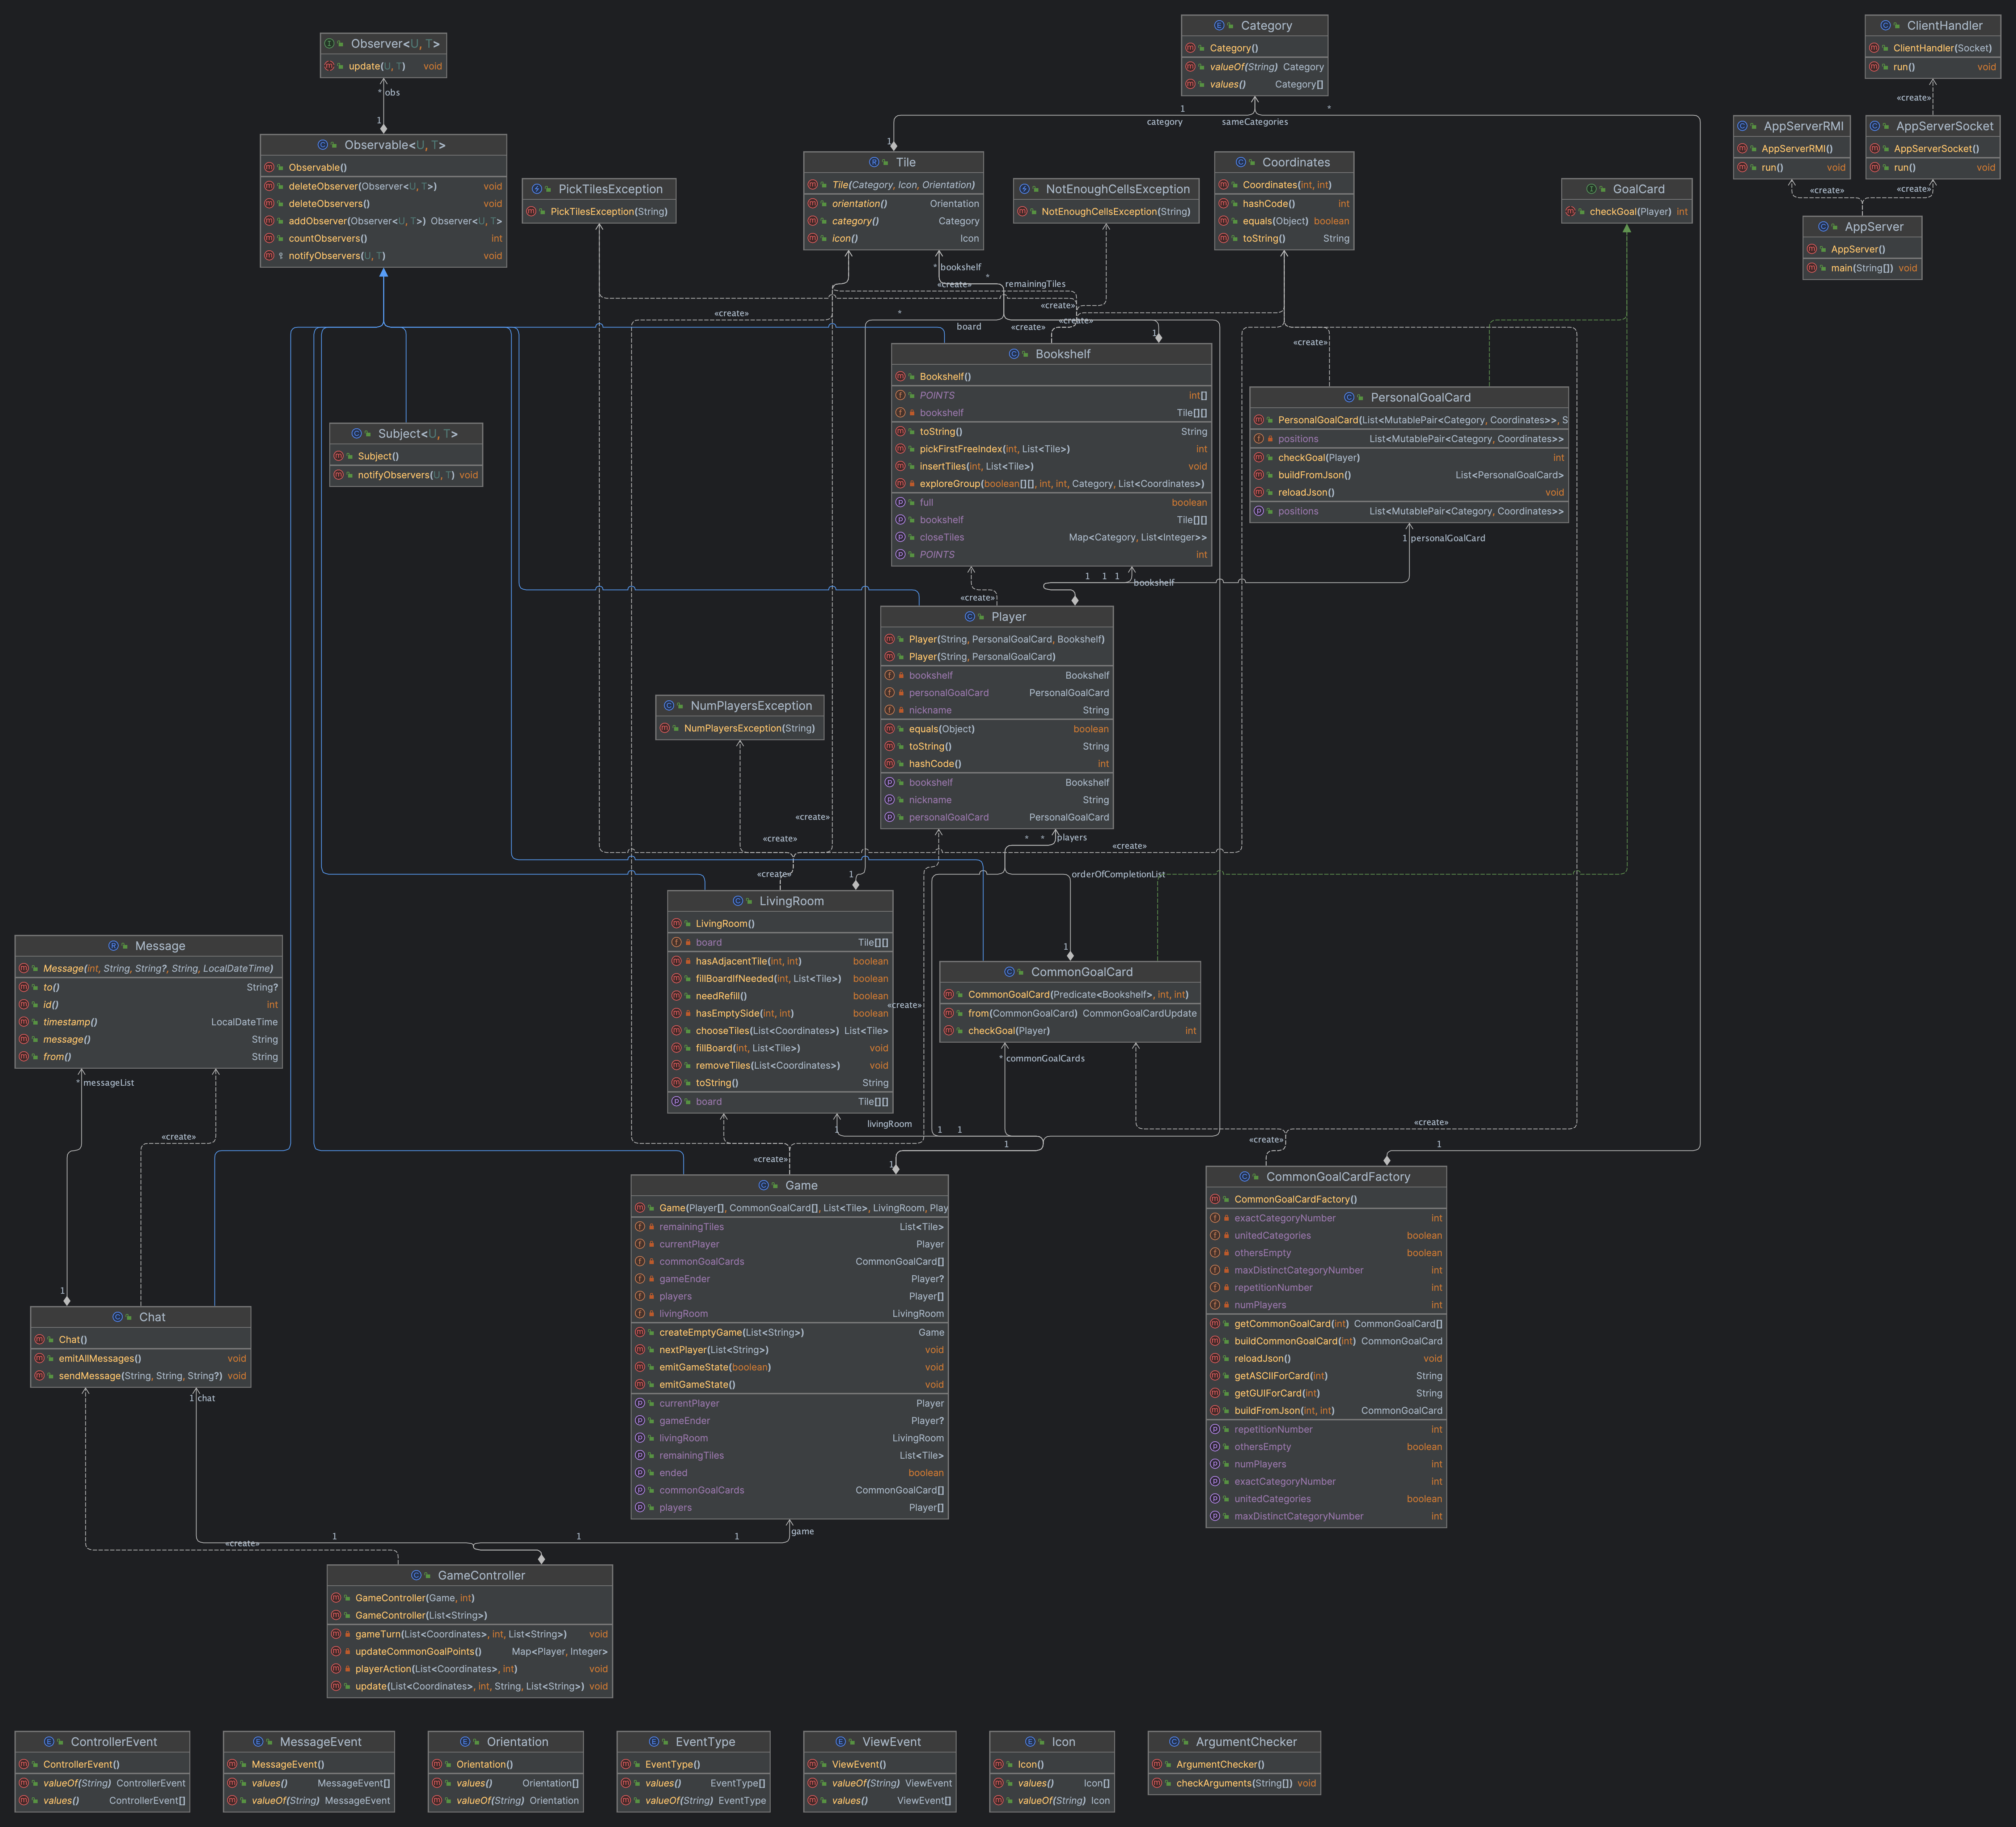 Observer<U, T>
update(U, T) void
* obs
1
Observable<U, T>
Observable()
deleteObserver(Observer<U, T>) void
deleteObservers() void
addObserver(Observer<U, T>) Observer<U, T>
countObservers() int
notifyObservers(U, T) void
Category
Category()
valueOf(String) Category
values() Category[]
1
category
*
sameCategories
1
ClientHandler
ClientHandler(Socket)
run() void
«create»
AppServerRMI
AppServerRMI()
run() void
AppServerSocket
AppServerSocket()
run() void
«create»
«create»
AppServer
AppServer()
main(String[]) void
PickTilesException
PickTilesException(String)
Tile
Tile(Category, Icon, Orientation)
orientation() Orientation
category() Category
icon() Icon
NotEnoughCellsException
NotEnoughCellsException(String)
Coordinates
Coordinates(int, int)
hashCode() int
equals(Object) boolean
toString() String
GoalCard
checkGoal(Player) int
* bookshelf
*
«create»
remainingTiles
«create»
«create»
*
board
«create»
«create»
1
«create»
Bookshelf
Bookshelf()
POINTS int[]
bookshelf Tile[][]
toString() String
pickFirstFreeIndex(int, List<Tile>) int
insertTiles(int, List<Tile>) void
exploreGroup(boolean[][], int, int, Category, List<Coordinates>)
full boolean
bookshelf Tile[][]
closeTiles Map<Category, List<Integer>>
POINTS int
PersonalGoalCard
PersonalGoalCard(List<MutablePair<Category, Coordinates>>, S
positions List<MutablePair<Category, Coordinates>>
checkGoal(Player) int
buildFromJson() List<PersonalGoalCard>
reloadJson() void
positions List<MutablePair<Category, Coordinates>>
1 personalGoalCard
Subject<U, T>
Subject()
notifyObservers(U, T) void
1 1 1
bookshelf
«create»
Player
Player(String, PersonalGoalCard, Bookshelf)
Player(String, PersonalGoalCard)
bookshelf Bookshelf
personalGoalCard PersonalGoalCard
nickname String
equals(Object) boolean
toString() String
hashCode() int
bookshelf Bookshelf
nickname String
personalGoalCard PersonalGoalCard
NumPlayersException
NumPlayersException(String)
«create»
«create»
* * players
«create»
«create»
1
orderOfCompletionList
LivingRoom
LivingRoom()
board Tile[][]
hasAdjacentTile(int, int) boolean
fillBoardIfNeeded(int, List<Tile>) boolean
needRefill() boolean
hasEmptySide(int, int) boolean
chooseTiles(List<Coordinates>) List<Tile>
fillBoard(int, List<Tile>) void
removeTiles(List<Coordinates>) void
toString() String
board Tile[][]
«create»
1
CommonGoalCard
CommonGoalCard(Predicate<Bookshelf>, int, int)
from(CommonGoalCard) CommonGoalCardUpdate
checkGoal(Player) int
* commonGoalCards
Message
Message(int, String, String?, String, LocalDateTime)
to() String?
id() int
timestamp() LocalDateTime
message() String
from() String
* messageList
«create»
1
1
livingRoom
1 1
1
«create»
1
«create»
«create»
1
Game
Game(Player[], CommonGoalCard[], List<Tile>, LivingRoom, Play
remainingTiles List<Tile>
currentPlayer Player
commonGoalCards CommonGoalCard[]
gameEnder Player?
players Player[]
livingRoom LivingRoom
createEmptyGame(List<String>) Game
nextPlayer(List<String>) void
emitGameState(boolean) void
emitGameState() void
currentPlayer Player
gameEnder Player?
livingRoom LivingRoom
remainingTiles List<Tile>
ended boolean
commonGoalCards CommonGoalCard[]
players Player[]
CommonGoalCardFactory
CommonGoalCardFactory()
exactCategoryNumber int
unitedCategories boolean
othersEmpty boolean
maxDistinctCategoryNumber int
repetitionNumber int
numPlayers int
getCommonGoalCard(int) CommonGoalCard[]
buildCommonGoalCard(int) CommonGoalCard
reloadJson() void
getASCIIForCard(int) String
getGUIForCard(int) String
buildFromJson(int, int) CommonGoalCard
repetitionNumber int
othersEmpty boolean
numPlayers int
exactCategoryNumber int
unitedCategories boolean
maxDistinctCategoryNumber int
Chat
Chat()
emitAllMessages() void
sendMessage(String, String, String?) void
1 chat
1 1 1
game
«create»
GameController
GameController(Game, int)
GameController(List<String>)
gameTurn(List<Coordinates>, int, List<String>) void
updateCommonGoalPoints() Map<Player, Integer>
playerAction(List<Coordinates>, int) void
update(List<Coordinates>, int, String, List<String>) void
ControllerEvent
ControllerEvent()
valueOf(String) ControllerEvent
values() ControllerEvent[]
MessageEvent
MessageEvent()
values() MessageEvent[]
valueOf(String) MessageEvent
Orientation
Orientation()
values() Orientation[]
valueOf(String) Orientation
EventType
EventType()
values() EventType[]
valueOf(String) EventType
ViewEvent
ViewEvent()
valueOf(String) ViewEvent
values() ViewEvent[]
Icon
Icon()
values() Icon[]
valueOf(String) Icon
ArgumentChecker
ArgumentChecker()
checkArguments(String[]) void